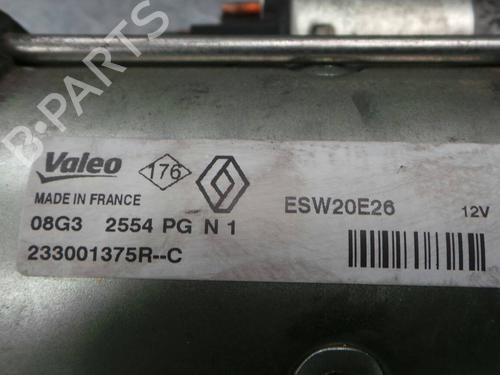 B-PARTS
Valeo
176
MADE IN FRANCE
ESW20E26 12V
08G3 2554 PG N 1
233001375R--C